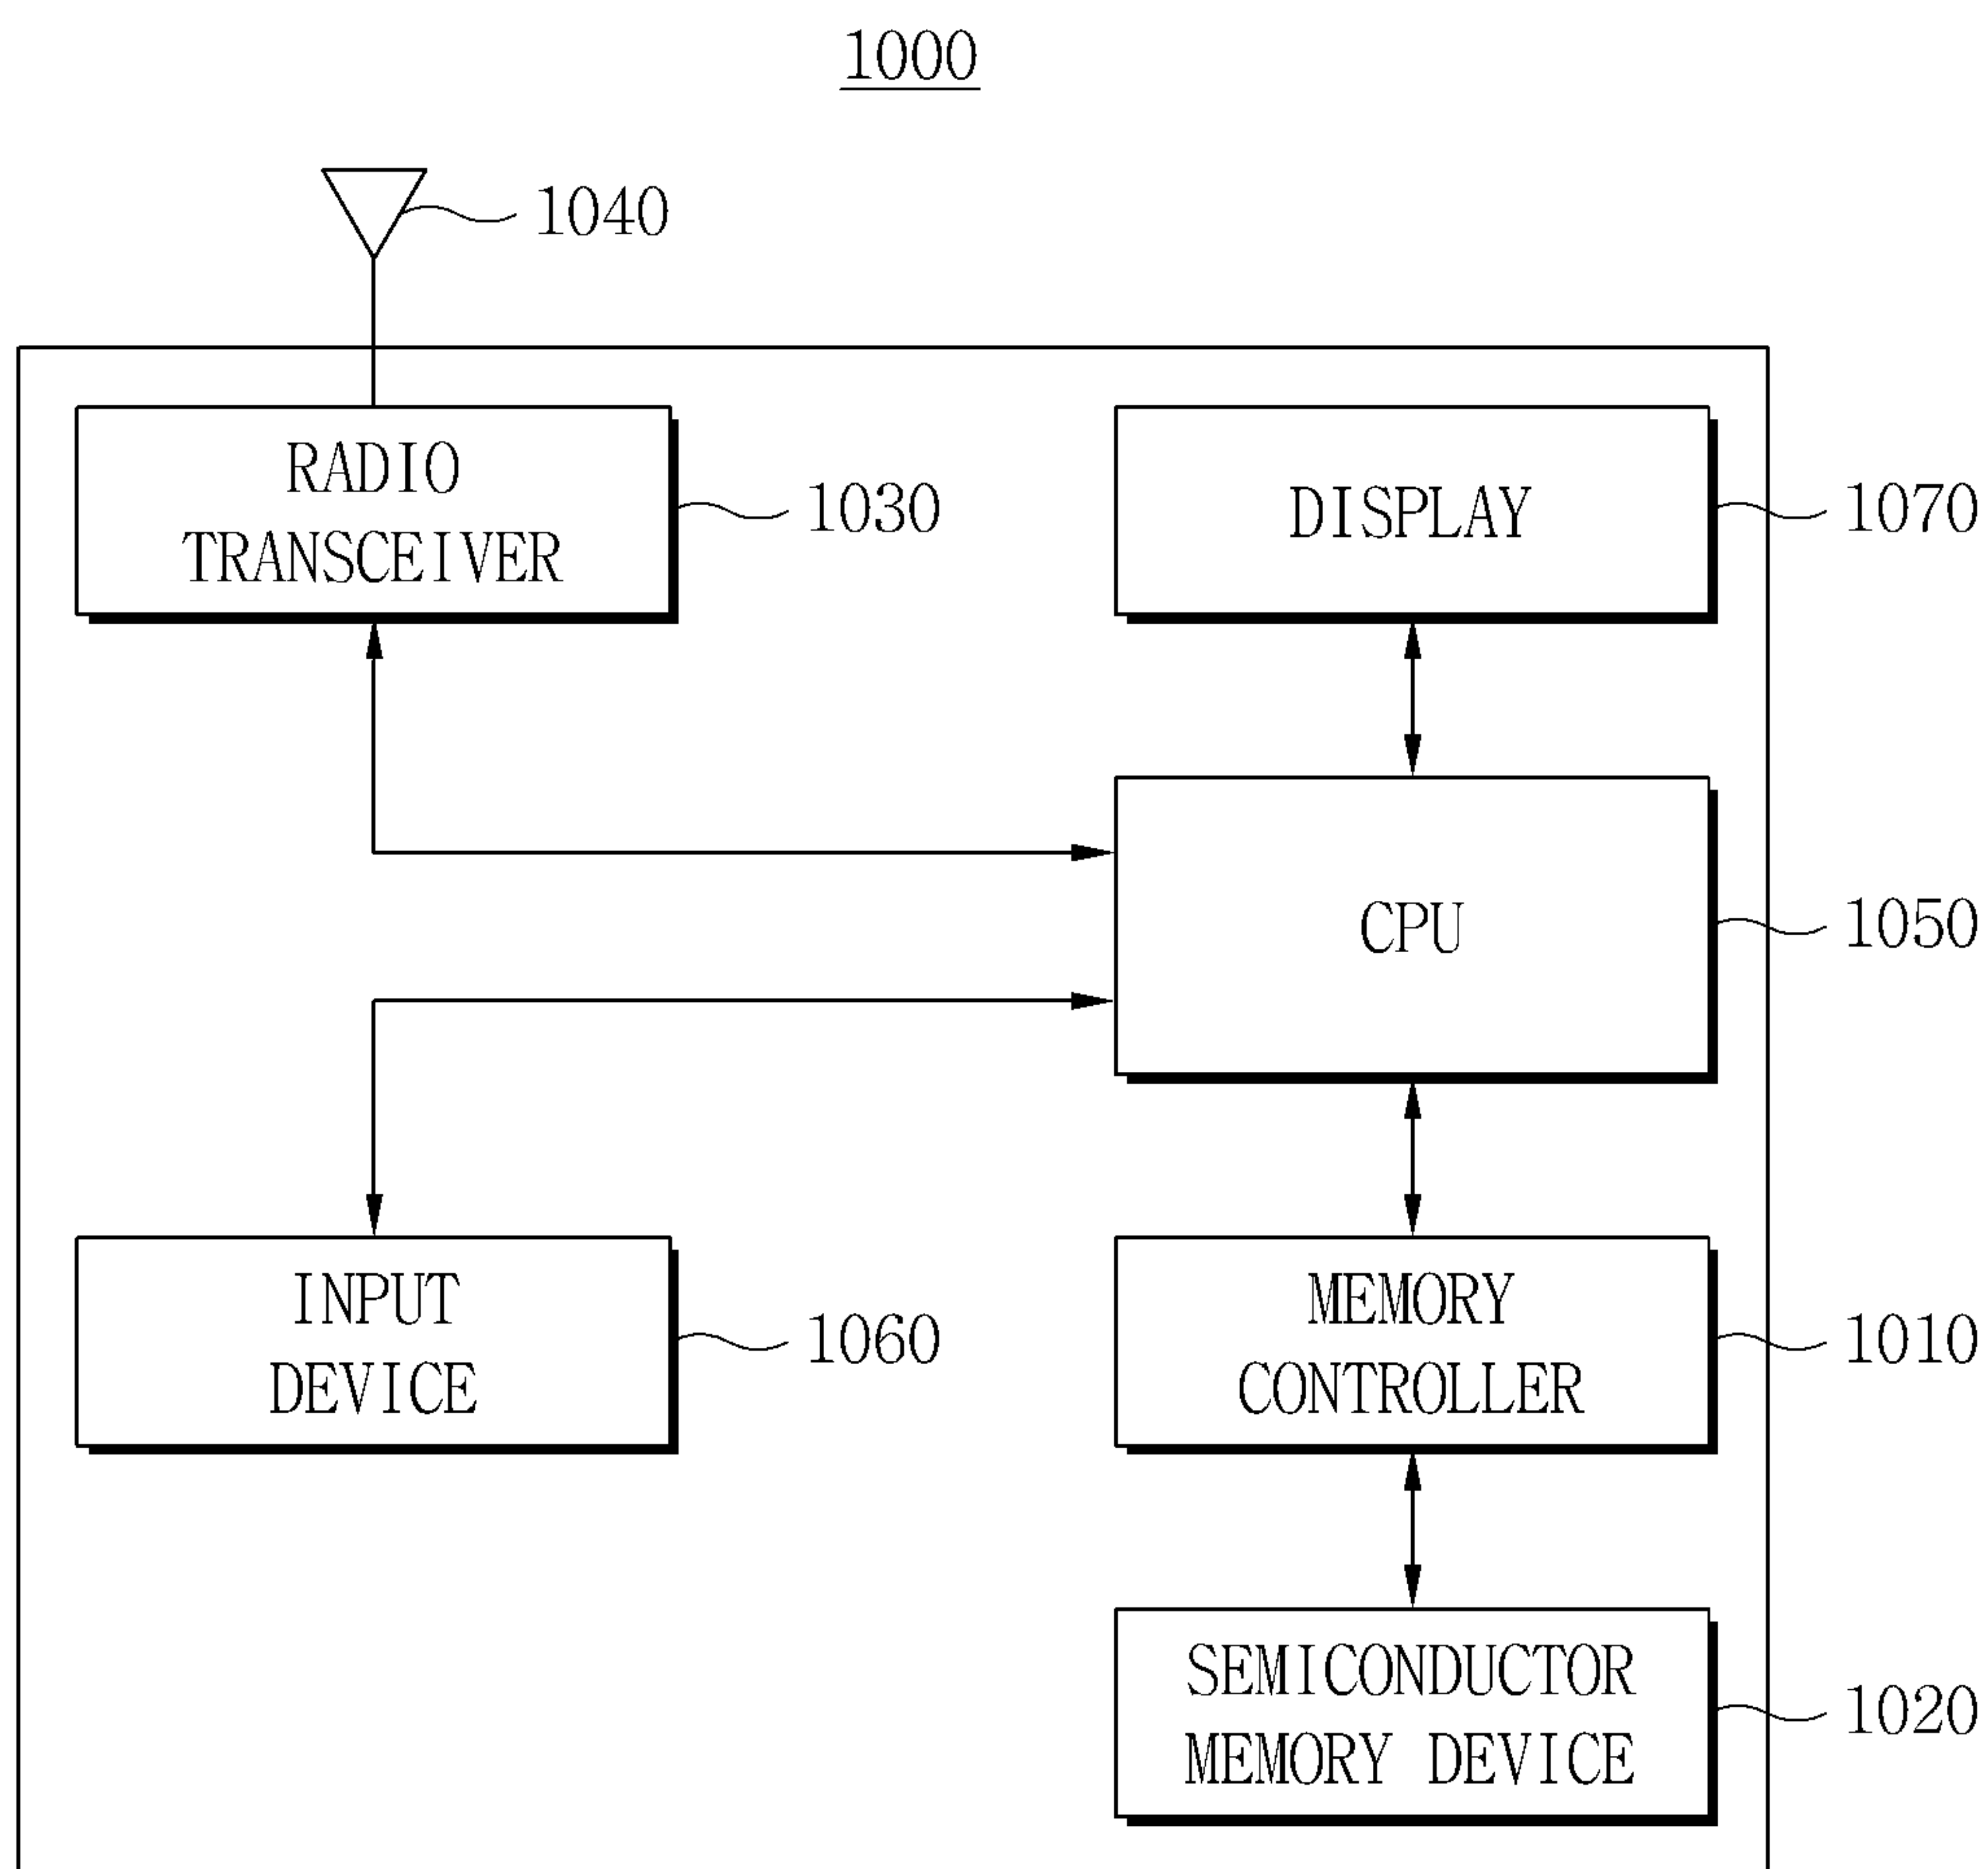 1000
1040
RADIO
TRANSCEIVER
1030
DISPLAY
1070
CPU
1050
INPUT
DEVICE
1060
MEMORY
CONTROLLER
1010
SEMICONDUCTOR
MEMORY DEVICE
1020